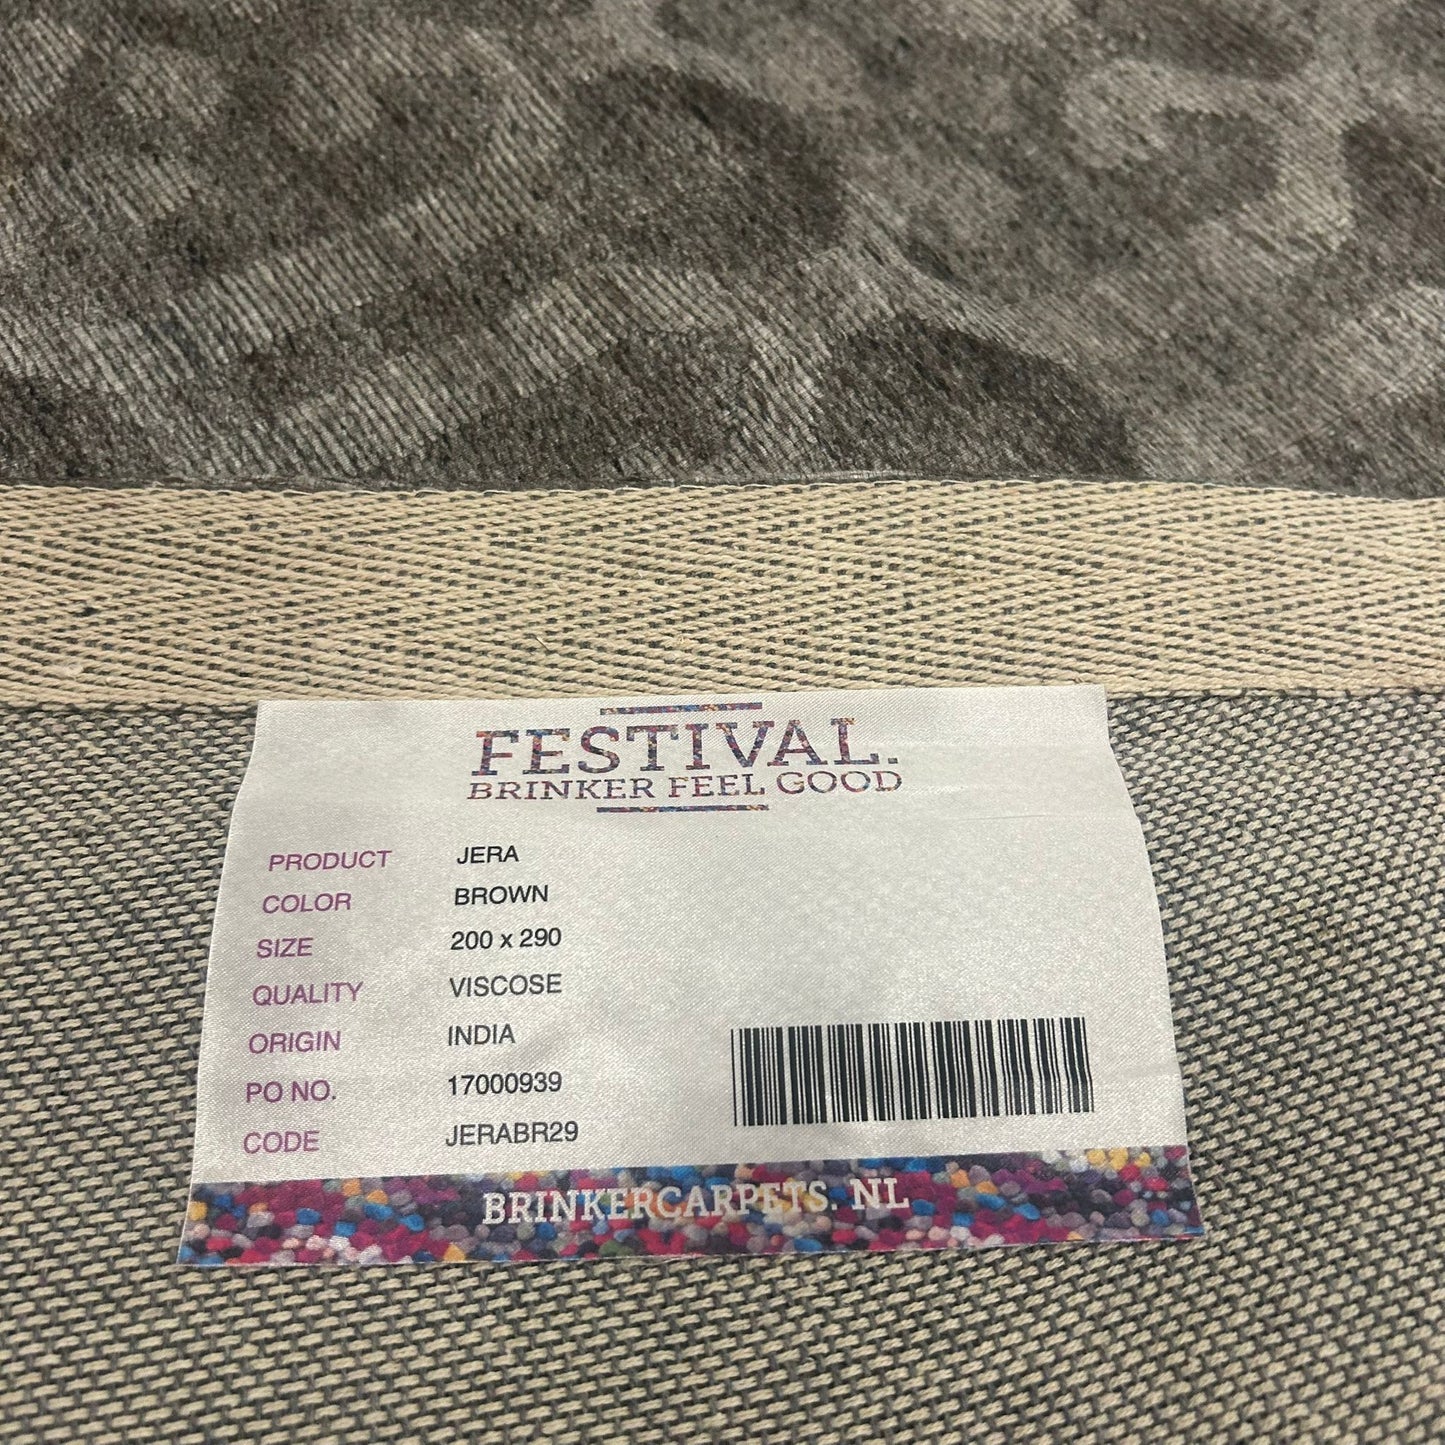 FESTIVAL.
BRINKER FEEL GOOD
PRODUCT JERA
COLOR BROWN
SIZE 200 x 290
QUALITY VISCOSE
ORIGIN INDIA
PO NO. 17000939
CODE JERABR29
BRINKERCARPETS. NL